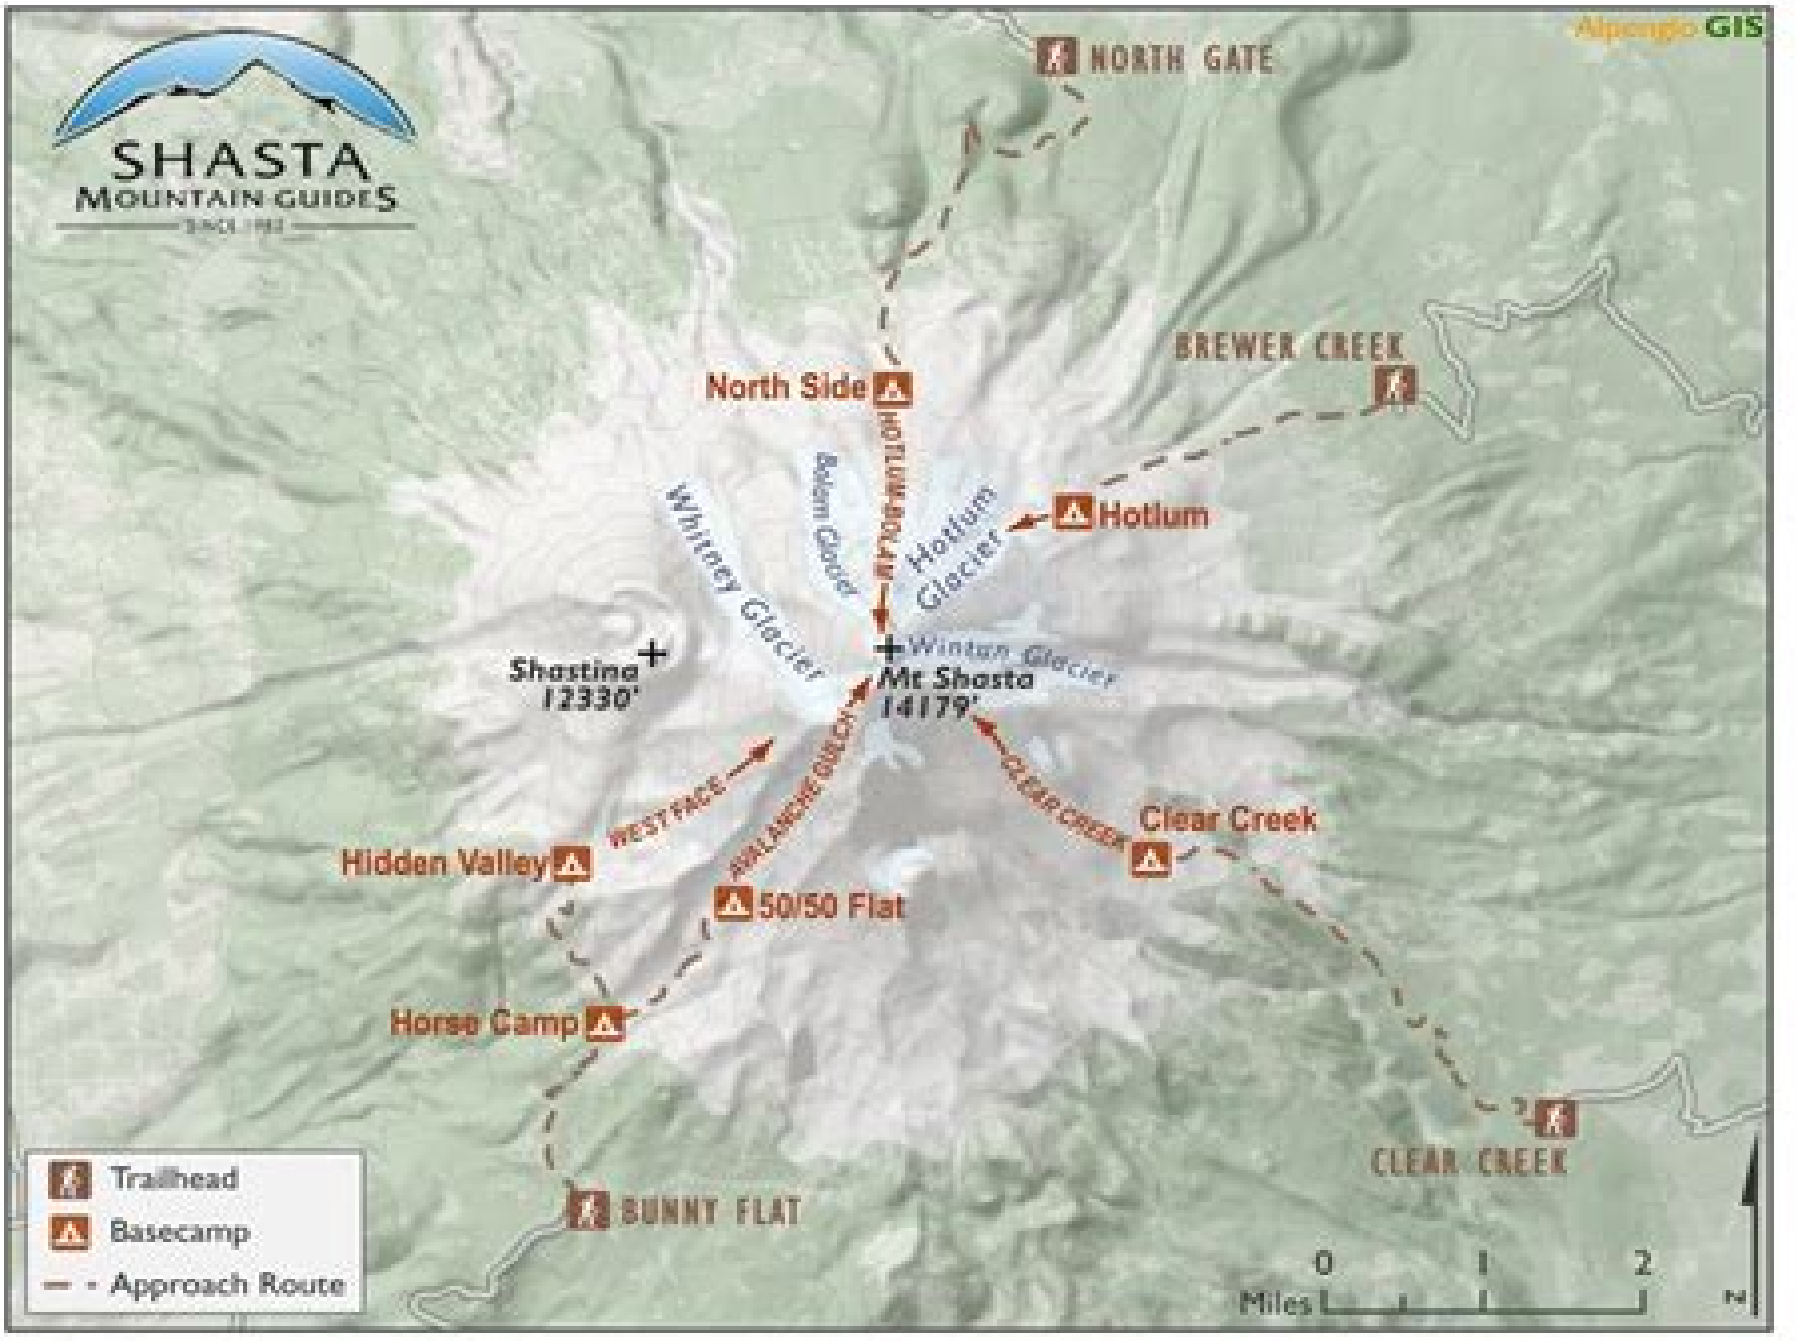 Alpenglo GIS
SHASTA
MOUNTAIN GUIDES
SINCE 1982
NORTH GATE
BREWER CREEK
North Side
HOTLUM-BOLAM
Hotlum
Whitney Glacier
Bolam Glacier
Hotlum
Glacier
Wintun Glacier
Shastina
12330'
Mt Shasta
14179'
WEST FACE
AVALANCHE GULCH
CLEAR CREEK
Clear Creek
Hidden Valley
50/50 Flat
Horse Camp
CLEAR CREEK
BUNNY FLAT
Trailhead
Basecamp
Approach Route
0 1 2
Miles
N